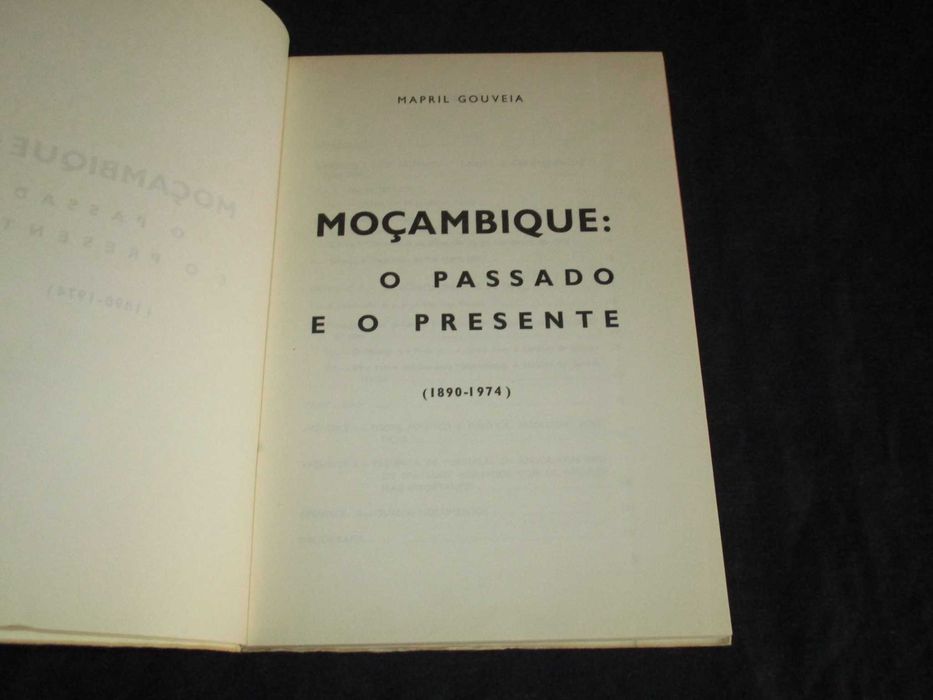 MAPRIL GOUVEIA
MOÇAMBIQUE:
O PASSADO
E O PRESENTE
(1890-1974)